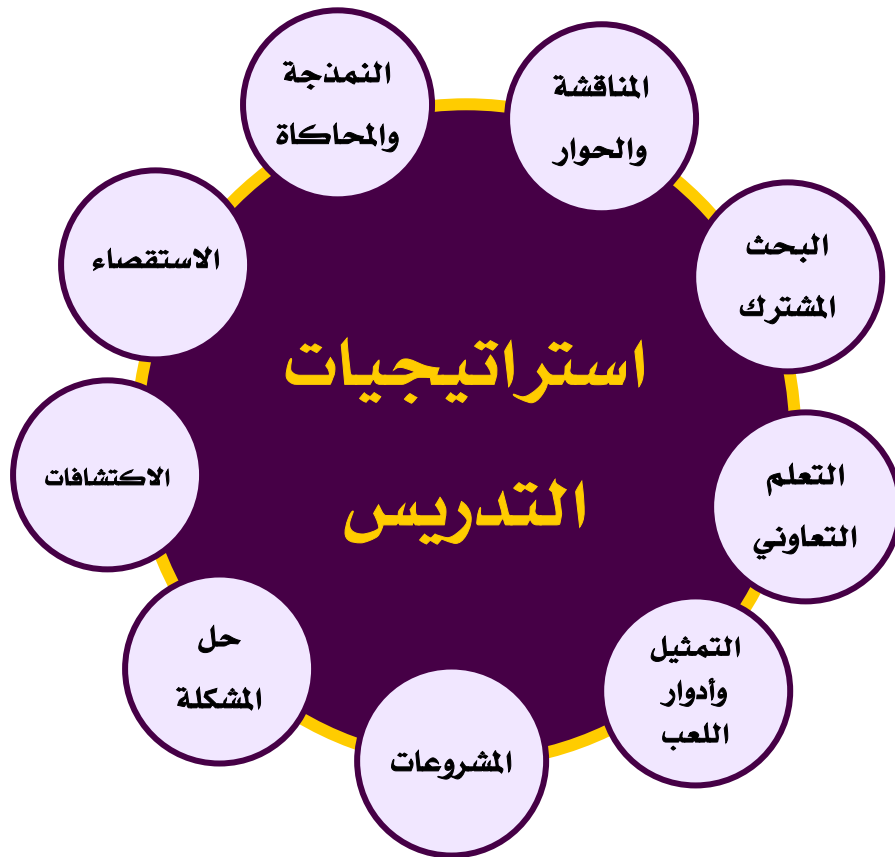 استراتيجيات
التدريس
المناقشة
والحوار
البحث
المشترك
التعلم
التعاوني
التمثيل
وأدوار
اللعب
المشروعات
حل
المشكلة
الاكتشافات
الاستقصاء
النمذجة
والمحاكاة